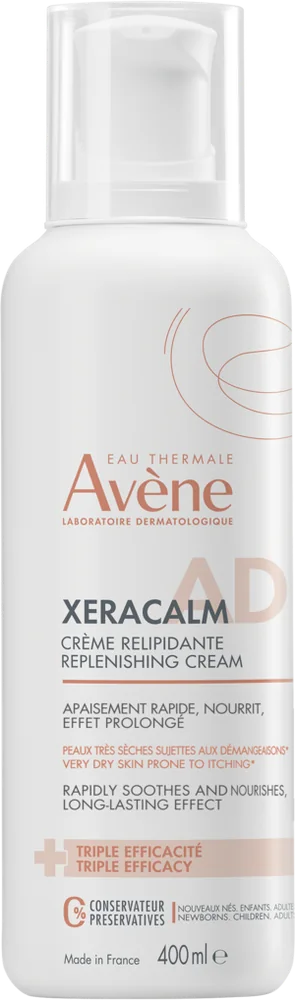 EAU THERMALE
Avène
LABORATOIRE DERMATOLOGIQUE
AD
XERACALM
CRÈME RELIPIDANTE
REPLENISHING CREAM
APAISEMENT RAPIDE, NOURRIT,
EFFET PROLONGÉ
PEAUX TRÈS SÈCHES SUJETTES AUX DÉMANGEAISONS*
VERY DRY SKIN PRONE TO ITCHING*
RAPIDLY SOOTHES AND NOURISHES,
LONG-LASTING EFFECT
+ TRIPLE EFFICACITÉ
TRIPLE EFFICACY
0% CONSERVATEUR
PRESERVATIVES
NOUVEAUX NÉS, ENFANTS, ADULTE
NEWBORNS, CHILDREN, ADULT
Made in France 400 ml e